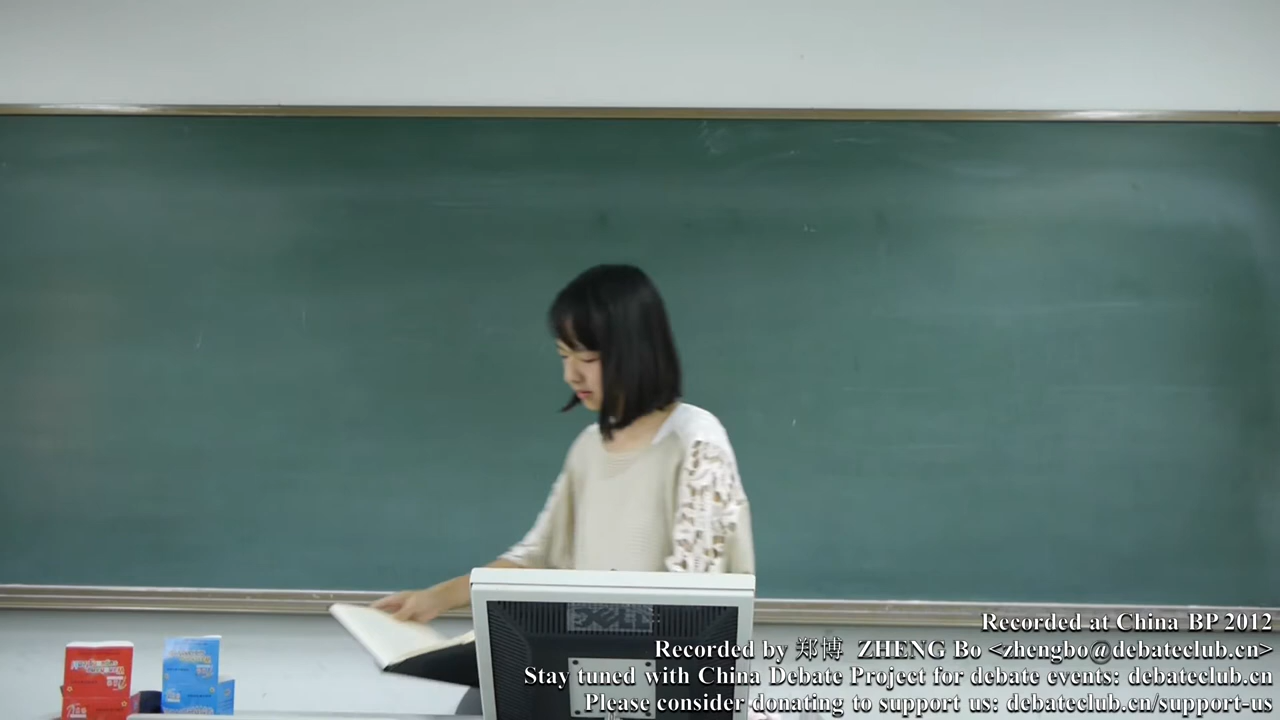 Recorded at China BP 2012
Recorded by 郑博 ZHENG Bo <zhengbo@debateclub.cn>
Stay tuned with China Debate Project for debate events: debateclub.cn
Please consider donating to support us: debateclub.cn/support-us